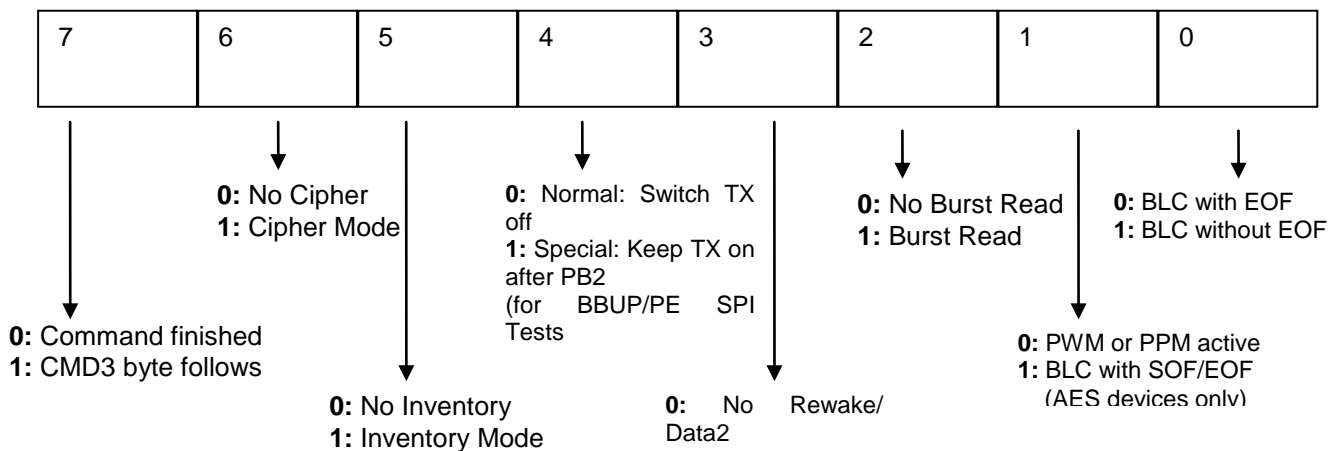 7 6 5 4 3 2 1 0
0: No Cipher
1: Cipher Mode
0: Normal: Switch TX
off
1: Special: Keep TX on
after PB2
(for BBUP/PE SPI
Tests
0: No Burst Read
1: Burst Read
0: BLC with EOF
1: BLC without EOF
0: Command finished
1: CMD3 byte follows
0: PWM or PPM active
1: BLC with SOF/EOF
(AES devices only)
0: No Inventory
1: Inventory Mode
0: No Rewake/
Data2